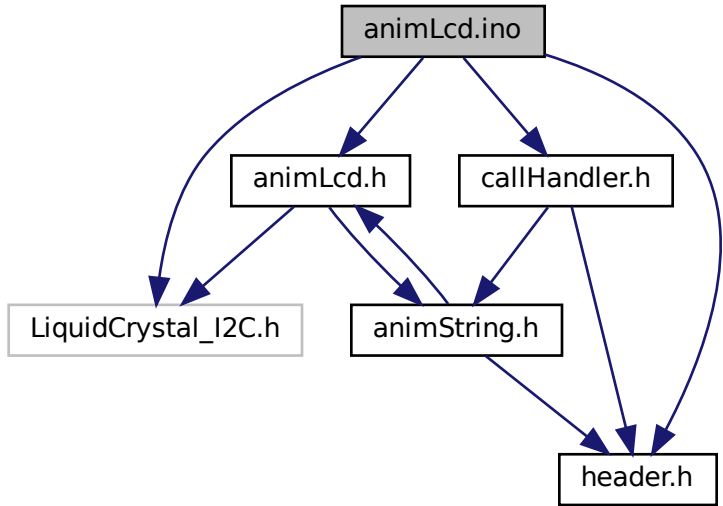 animLcd.ino
animLcd.h
callHandler.h
LiquidCrystal_I2C.h
animString.h
header.h